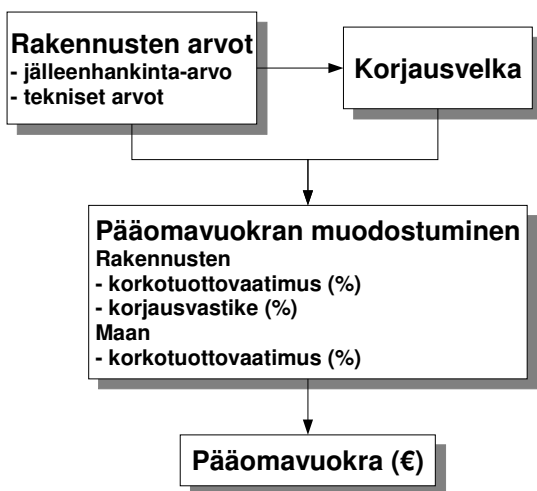 Rakennusten arvot
- jälleenhankinta-arvo
- tekniset arvot
Korjausvelka
Pääomavuokran muodostuminen
Rakennusten
- korkotuottovaatimus (%)
- korjausvastike (%)
Maan
- korkotuottovaatimus (%)
Pääomavuokra (€)